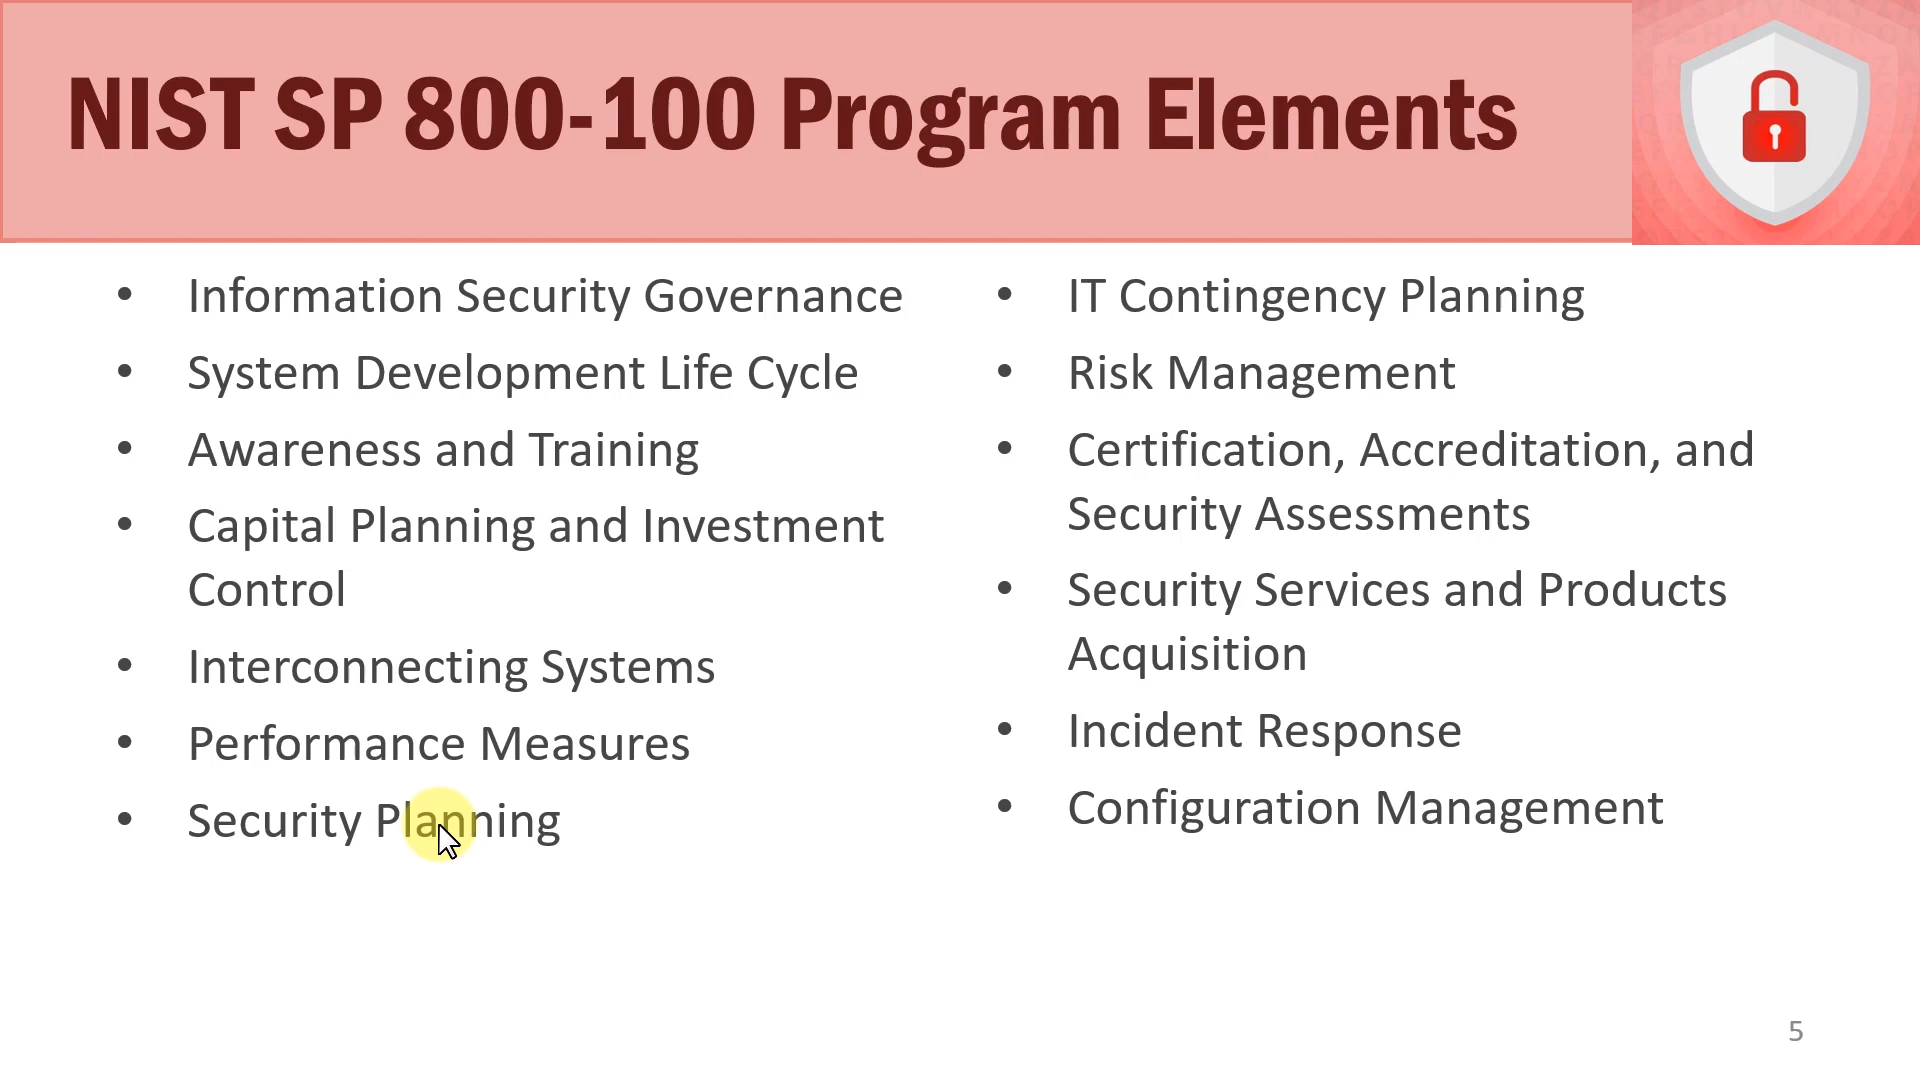 NIST SP 800-100 Program Elements
• Information Security Governance
• System Development Life Cycle
• Awareness and Training
• Capital Planning and Investment
Control
• Interconnecting Systems
• Performance Measures
• Security Planning
• IT Contingency Planning
• Risk Management
• Certification, Accreditation, and
Security Assessments
• Security Services and Products
Acquisition
• Incident Response
• Configuration Management
5